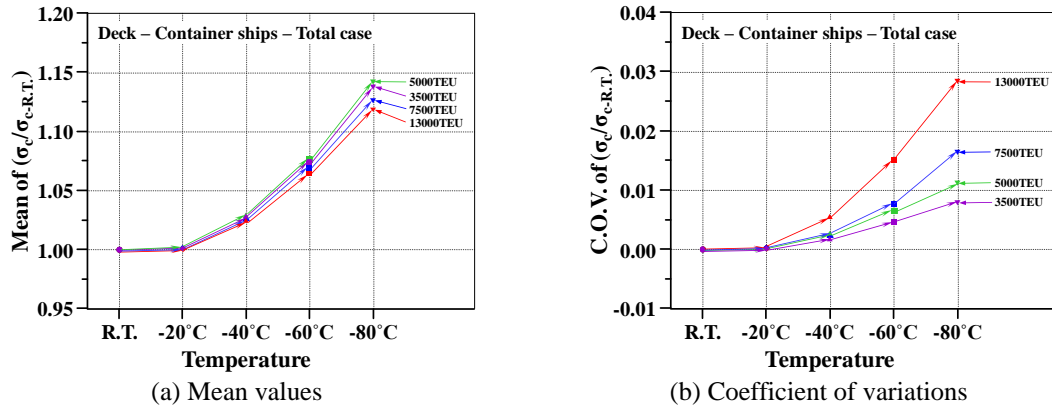 Deck – Container ships – Total case
Mean of (σc/σc-R.T.)
1.20
1.15
1.10
1.05
1.00
0.95
5000TEU
3500TEU
7500TEU
13000TEU
R.T. -20˚C -40˚C -60˚C -80˚C
Temperature
(a) Mean values
Deck – Container ships – Total case
C.O.V. of (σc/σc-R.T.)
0.04
0.03
0.02
0.01
0.00
-0.01
13000TEU
7500TEU
5000TEU
3500TEU
R.T. -20˚C -40˚C -60˚C -80˚C
Temperature
(b) Coefficient of variations